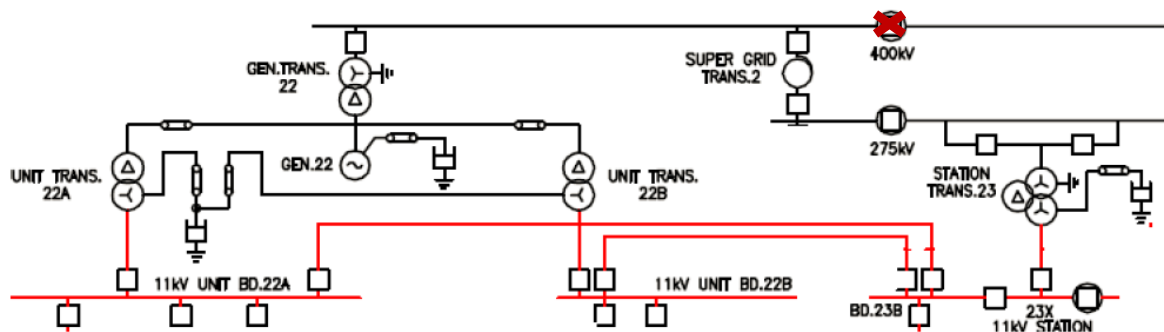 GEN.TRANS.
22
SUPER GRID
TRANS.2
400kV
275kV
GEN.22
UNIT TRANS.
22A
UNIT TRANS.
22B
STATION
TRANS.23
11kV UNIT BD.22A
11kV UNIT BD.22B
BD.23B
23X
11kV STATION